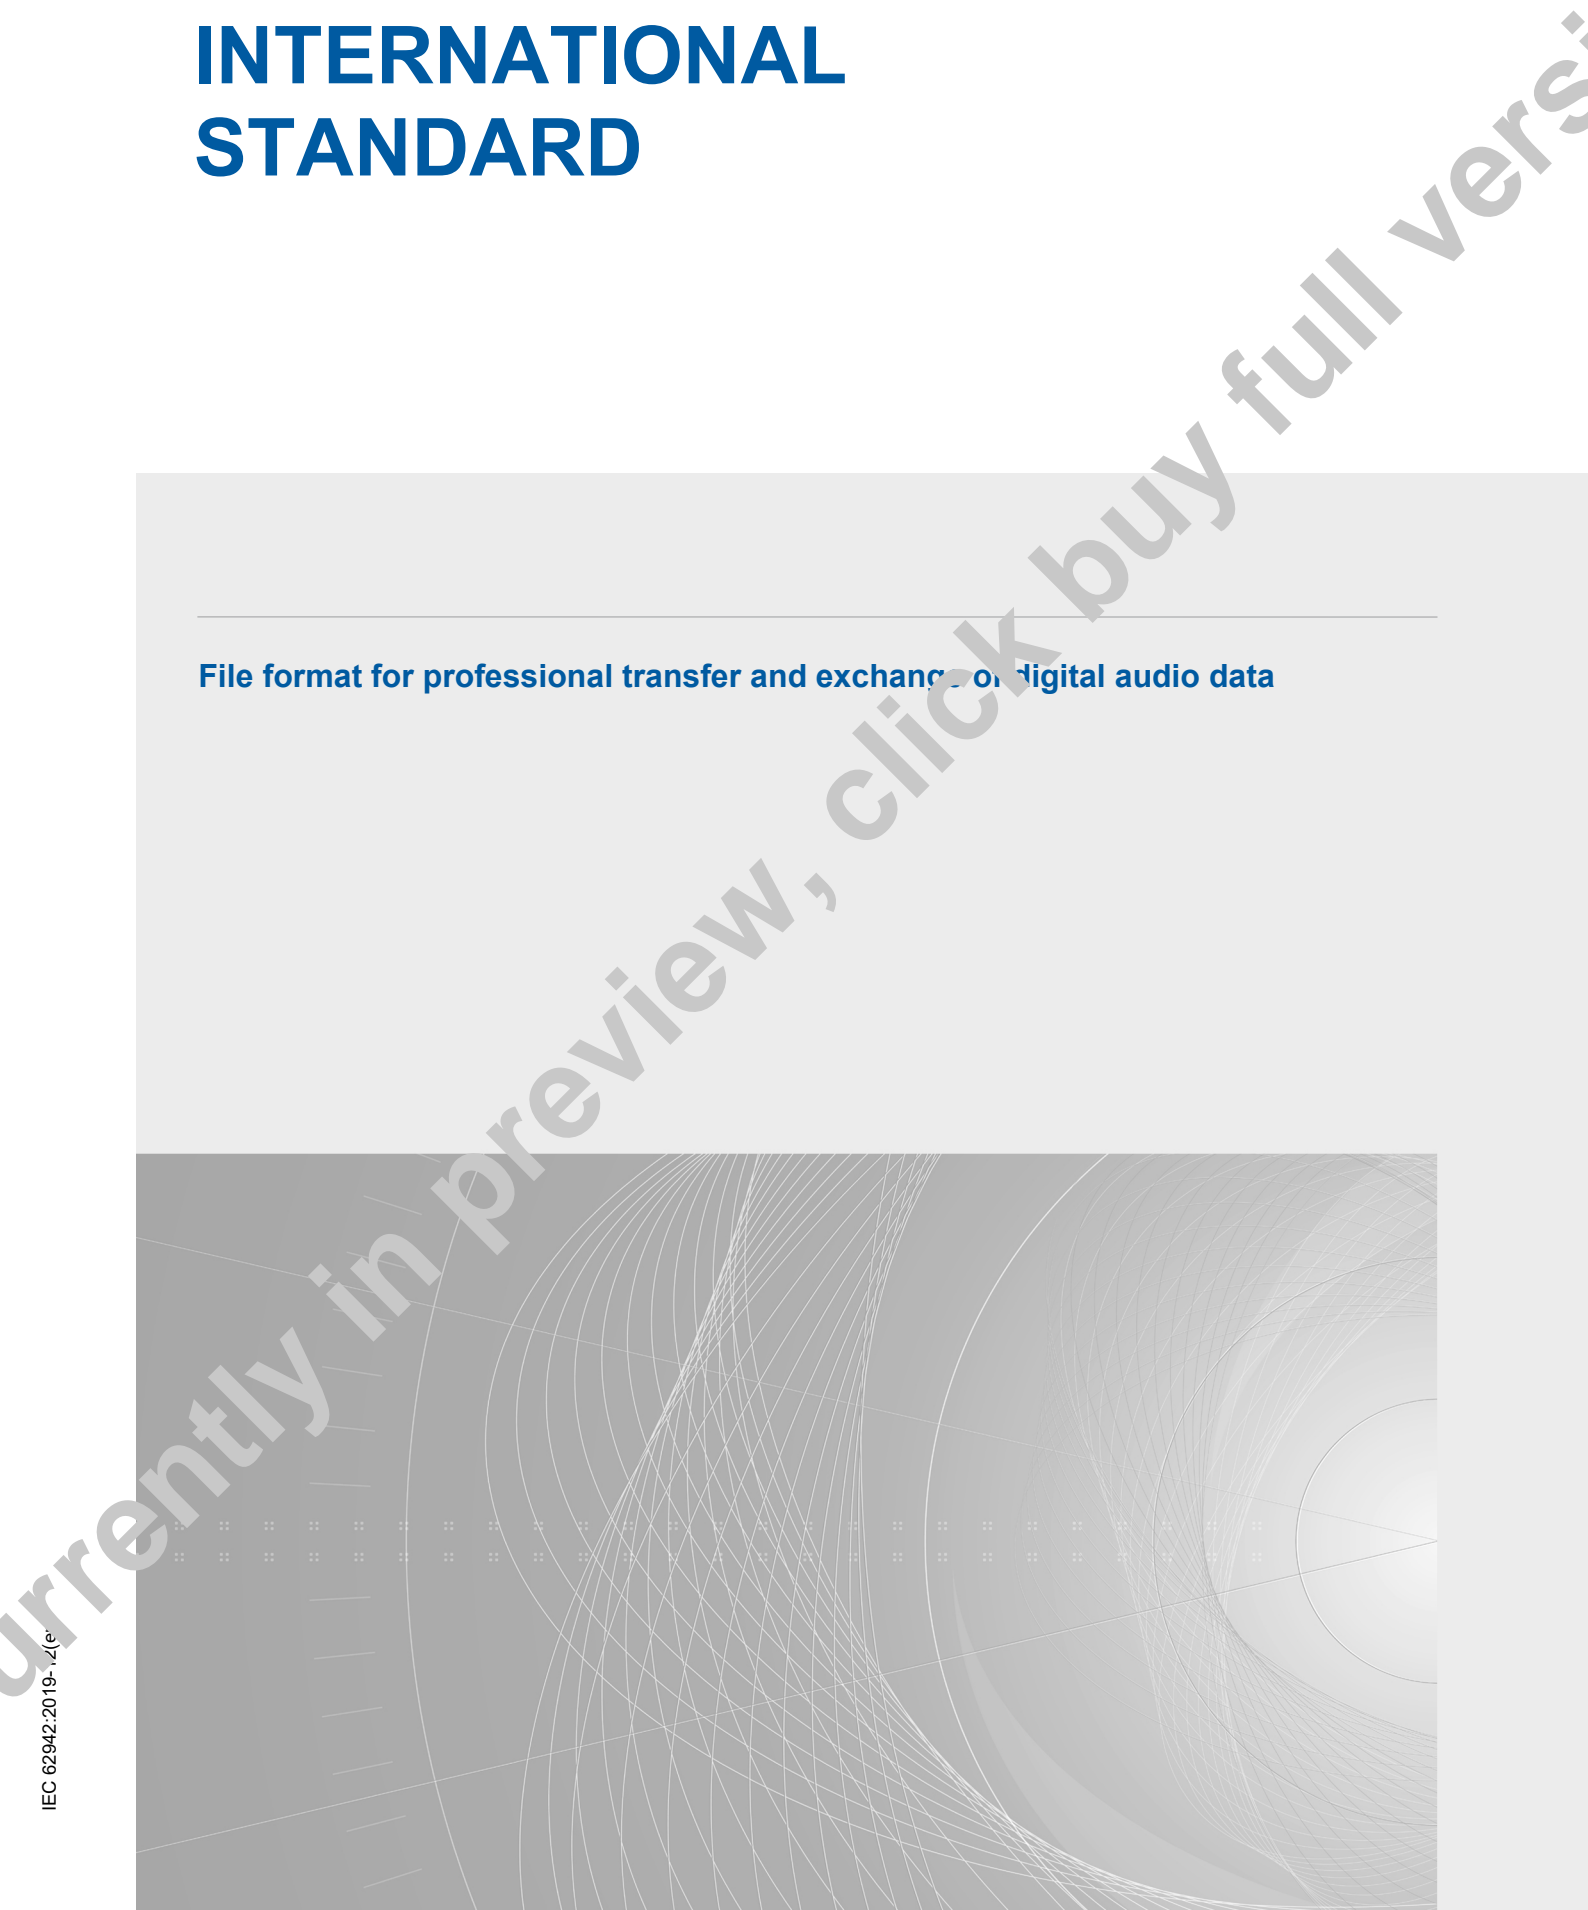 INTERNATIONAL
STANDARD
File format for professional transfer and exchange of digital audio data
IEC 62942:2019-12(e
urrently in preview, click buy full versi